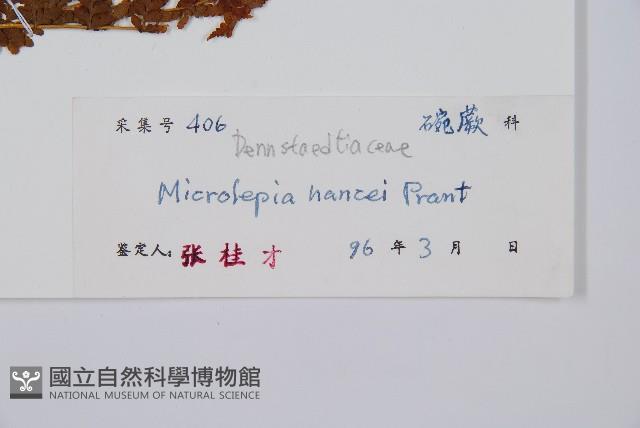 采集号 406 碗蕨 科
Dennstaedtiaceae
Microlepia hancei Prant
鉴定人: 张桂才 96 年 3 月 日
國立自然科學博物館
NATIONAL MUSEUM OF NATURAL SCIENCE